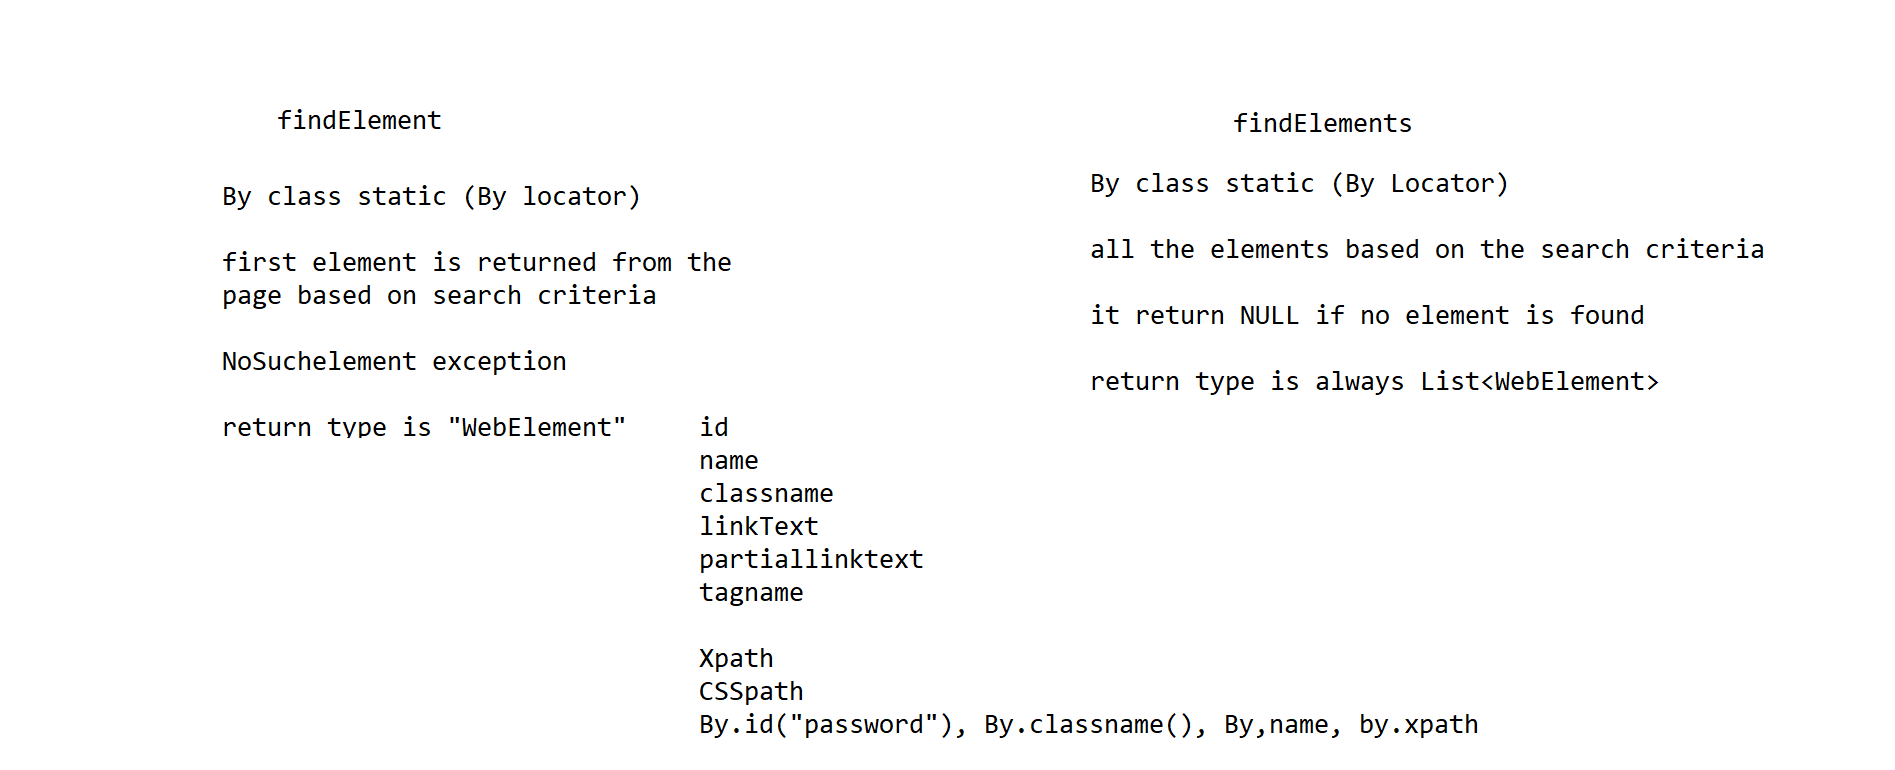 findElement
By class static (By locator)
first element is returned from the
page based on search criteria
NoSuchelement exception
return type is "WebElement"
findElements
By class static (By Locator)
all the elements based on the search criteria
it return NULL if no element is found
return type is always List<WebElement>
id
name
classname
linkText
partiallinktext
tagname
Xpath
CSSpath
By.id("password"), By.classname(), By,name, by.xpath